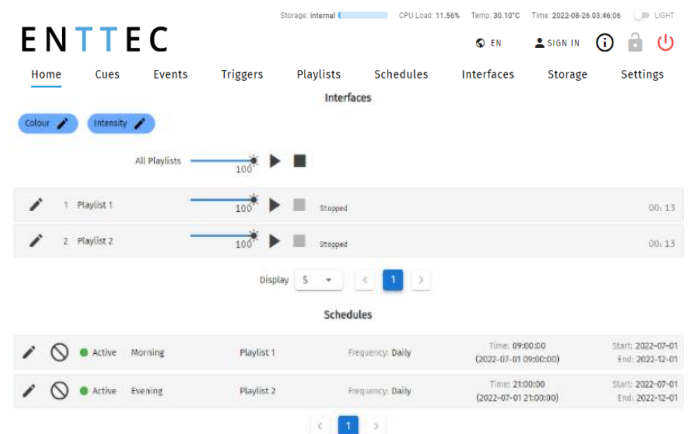 Storage: Internal CPU Load: 11.56% Temp: 30.10°C Time: 2022-08-26 03:46:06 LIGHT
ENTTEC
EN SIGN IN
Home Cues Events Triggers Playlists Schedules Interfaces Storage Settings
Interfaces
Colour Intensity
All Playlists 100
1 Playlist 1 100 Stopped 00:13
2 Playlist 2 100 Stopped 00:13
Display 5 < 1 >
Schedules
Active Morning Playlist 1 Frequency: Daily Time: 09:00:00 Start: 2022-07-01
(2022-07-01 09:00:00) End: 2022-12-01
Active Evening Playlist 2 Frequency: Daily Time: 21:00:00 Start: 2022-07-01
(2022-07-01 21:00:00) End: 2022-12-01
< 1 >